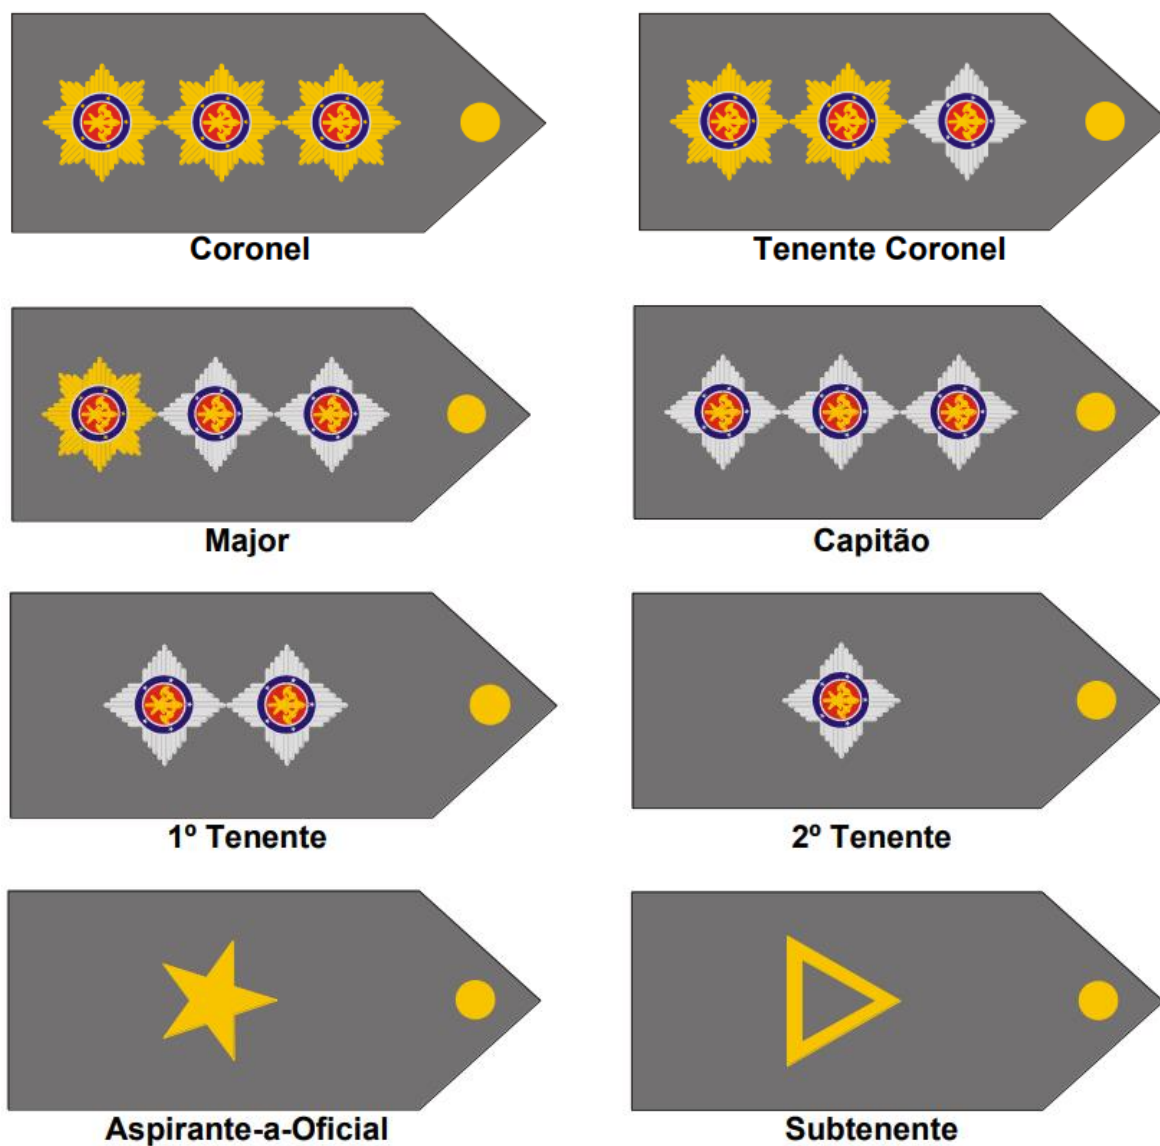 Coronel
Tenente Coronel
Major
Capitão
1º Tenente
2º Tenente
Aspirante-a-Oficial
Subtenente